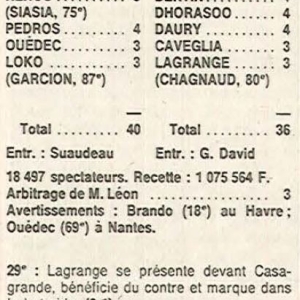 (SIASIA, 75e)
PEDROS .......... 4
OUÉDEC .......... 3
LOKO .......... 3
(GARCION, 87e)
DHORASOO .... 4
DAURY .......... 4
CAVEGLIA ...... 3
LAGRANGE .... 3
(CHAGNAUD, 80e)
Total .......... 40
Total .......... 36
Entr. : Suaudeau
Entr. : G. David
18 497 spectateurs. Recette : 1 075 564 F.
Arbitrage de M. Léon .......... 3
Avertissements : Brando (18e) au Havre ;
Ouédec (69e) à Nantes.
29e : Lagrange se présente devant Casa-
grande, bénéficie du contre et marque dans